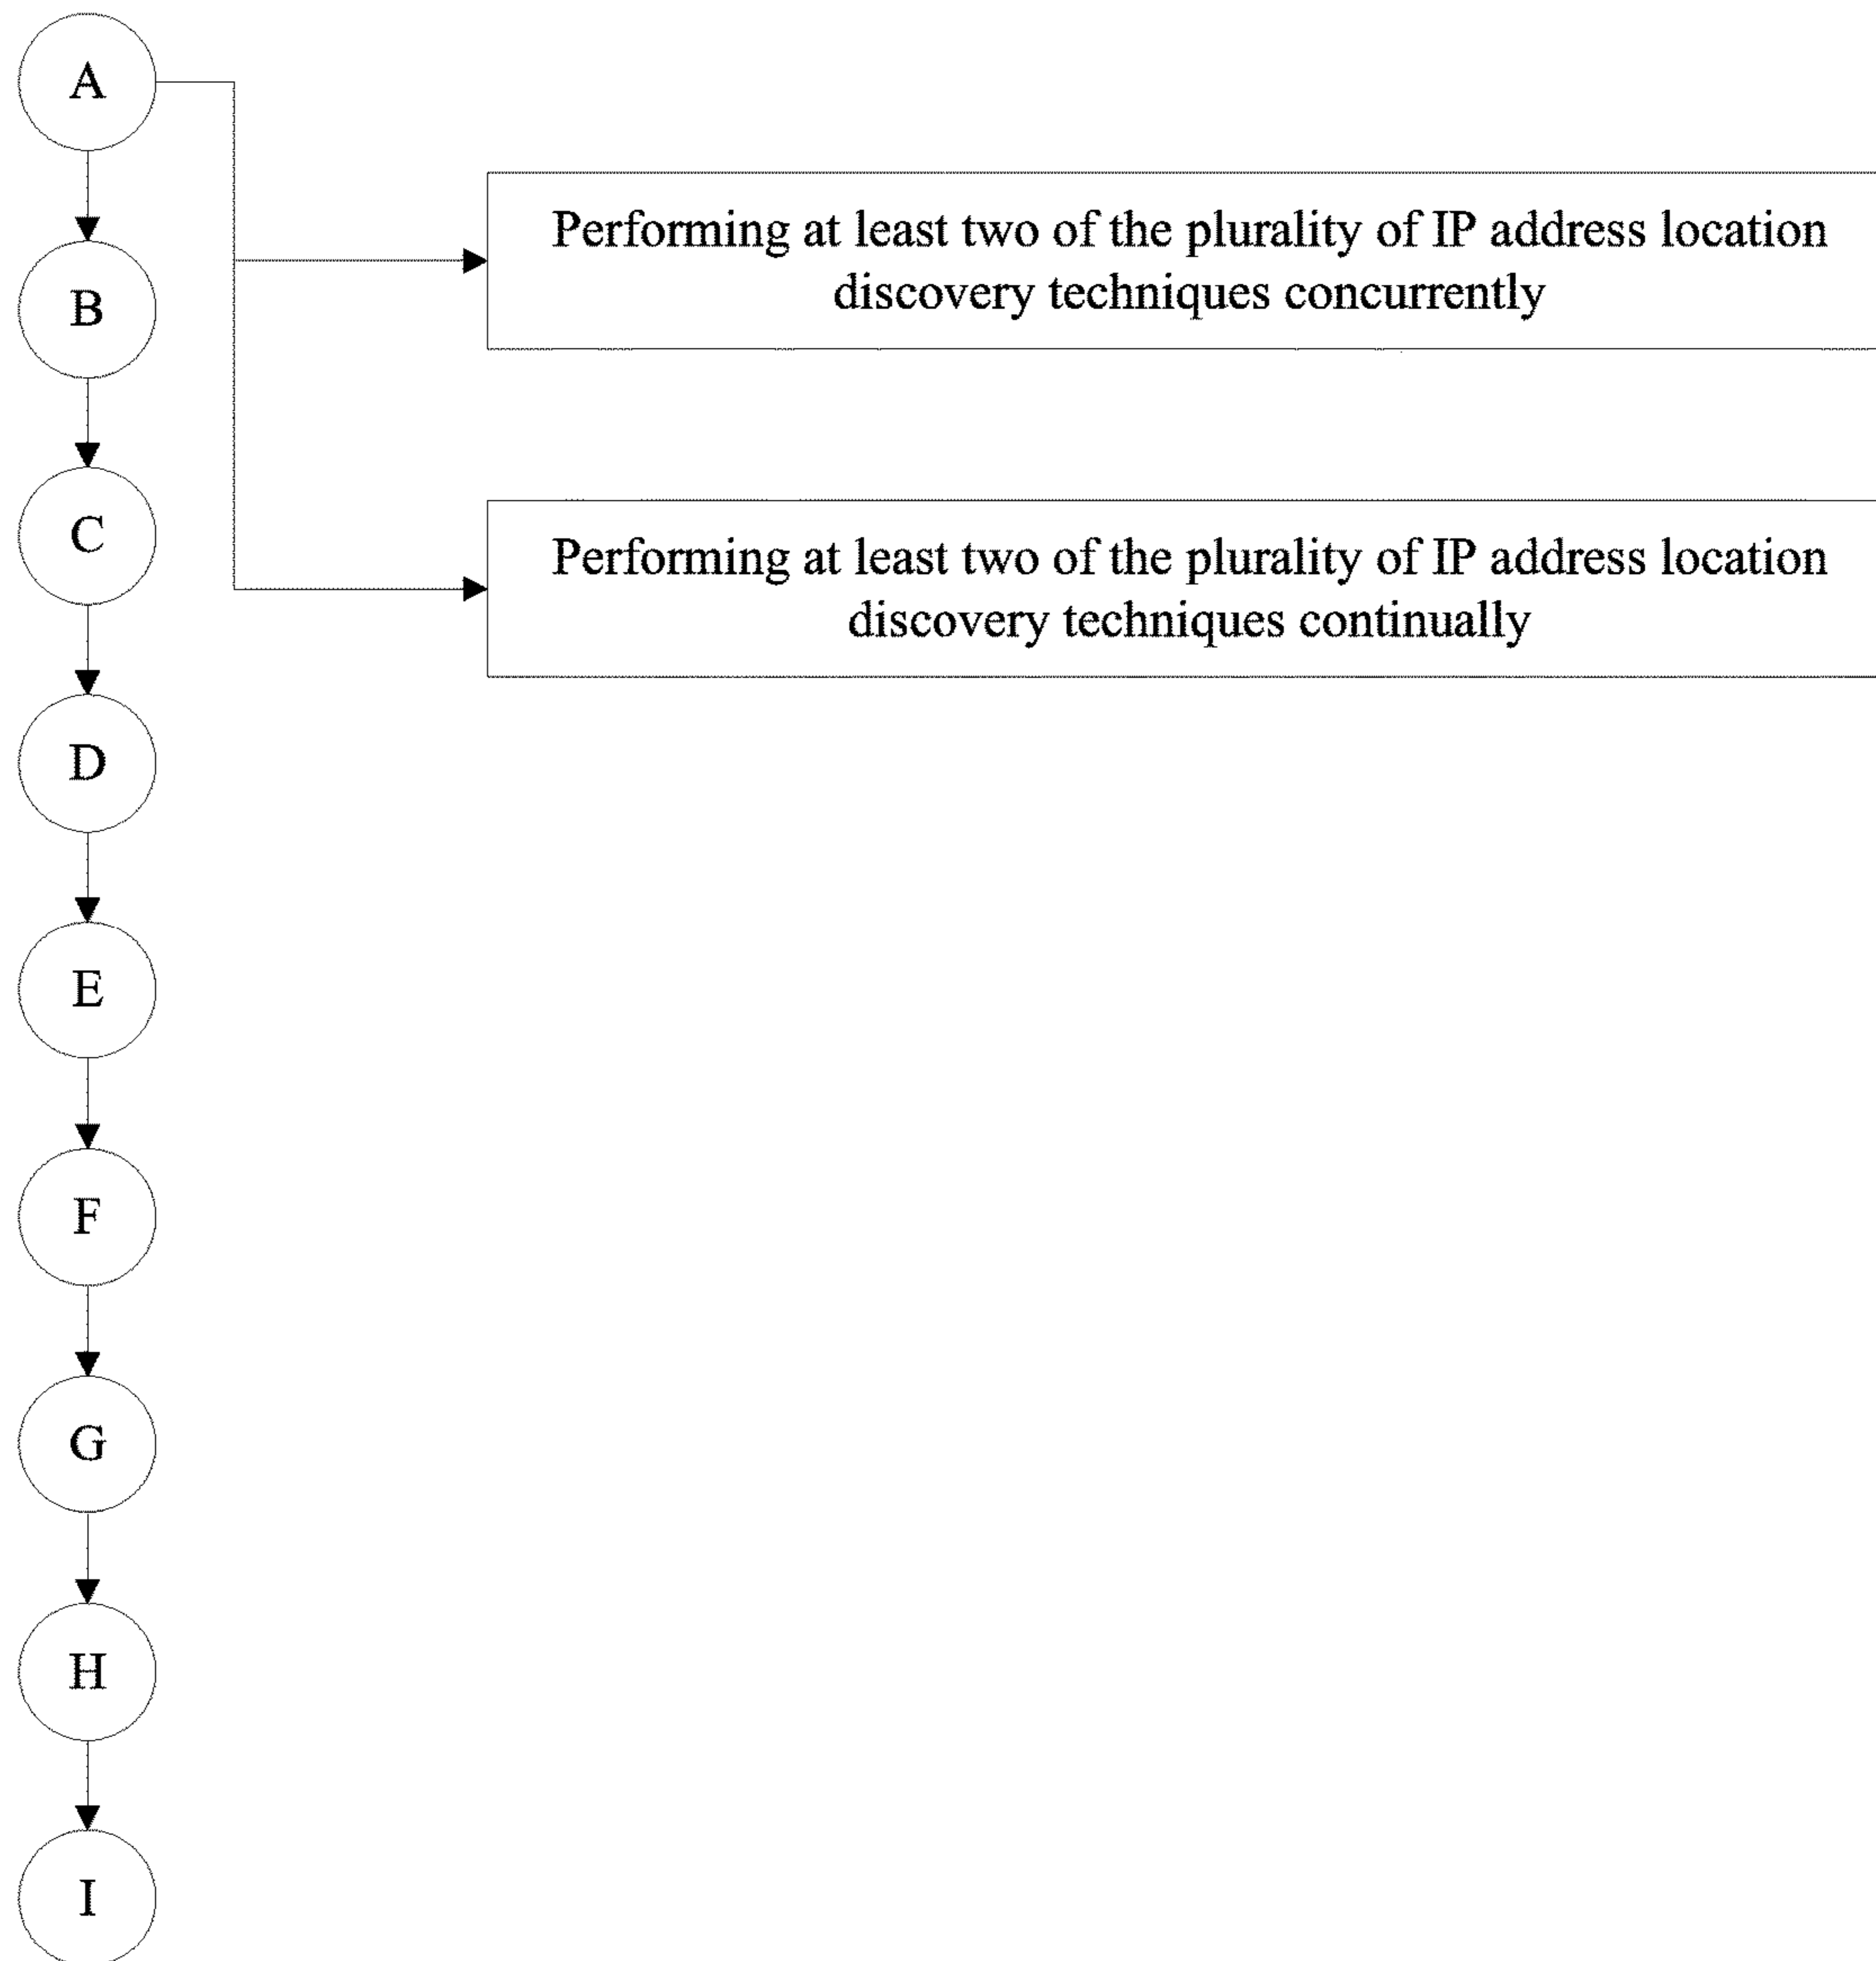 A
Performing at least two of the plurality of IP address location
discovery techniques concurrently
B
C
Performing at least two of the plurality of IP address location
discovery techniques continually
D
E
F
G
H
I